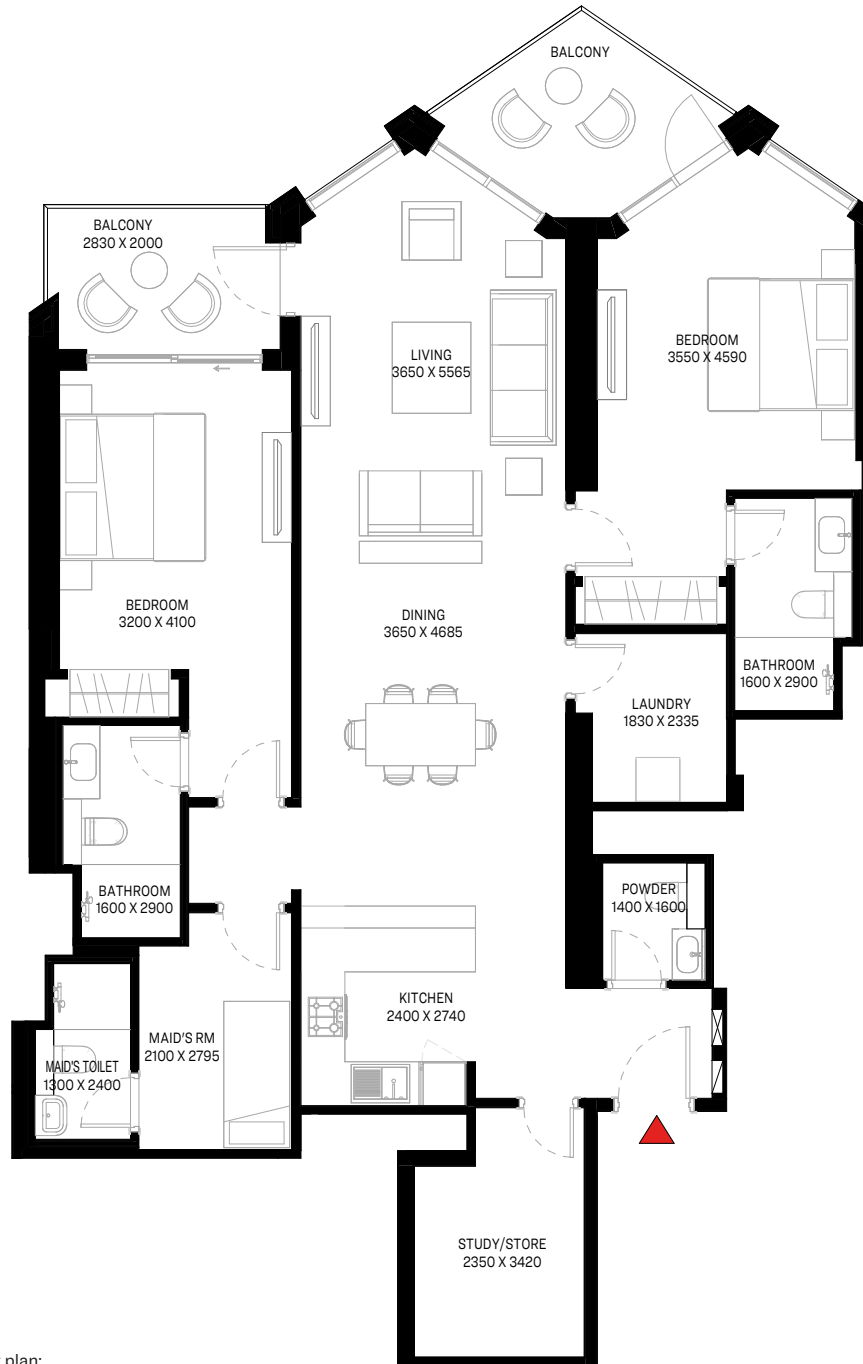 BALCONY
BALCONY
2830 X 2000
LIVING
3650 X 5565
BEDROOM
3550 X 4590
BEDROOM
3200 X 4100
DINING
3650 X 4685
BATHROOM
1600 X 2900
LAUNDRY
1830 X 2335
BATHROOM
1600 X 2900
POWDER
1400 X 1600
KITCHEN
2400 X 2740
MAID'S RM
2100 X 2795
MAID'S TOILET
1300 X 2400
STUDY/STORE
2350 X 3420
plan: